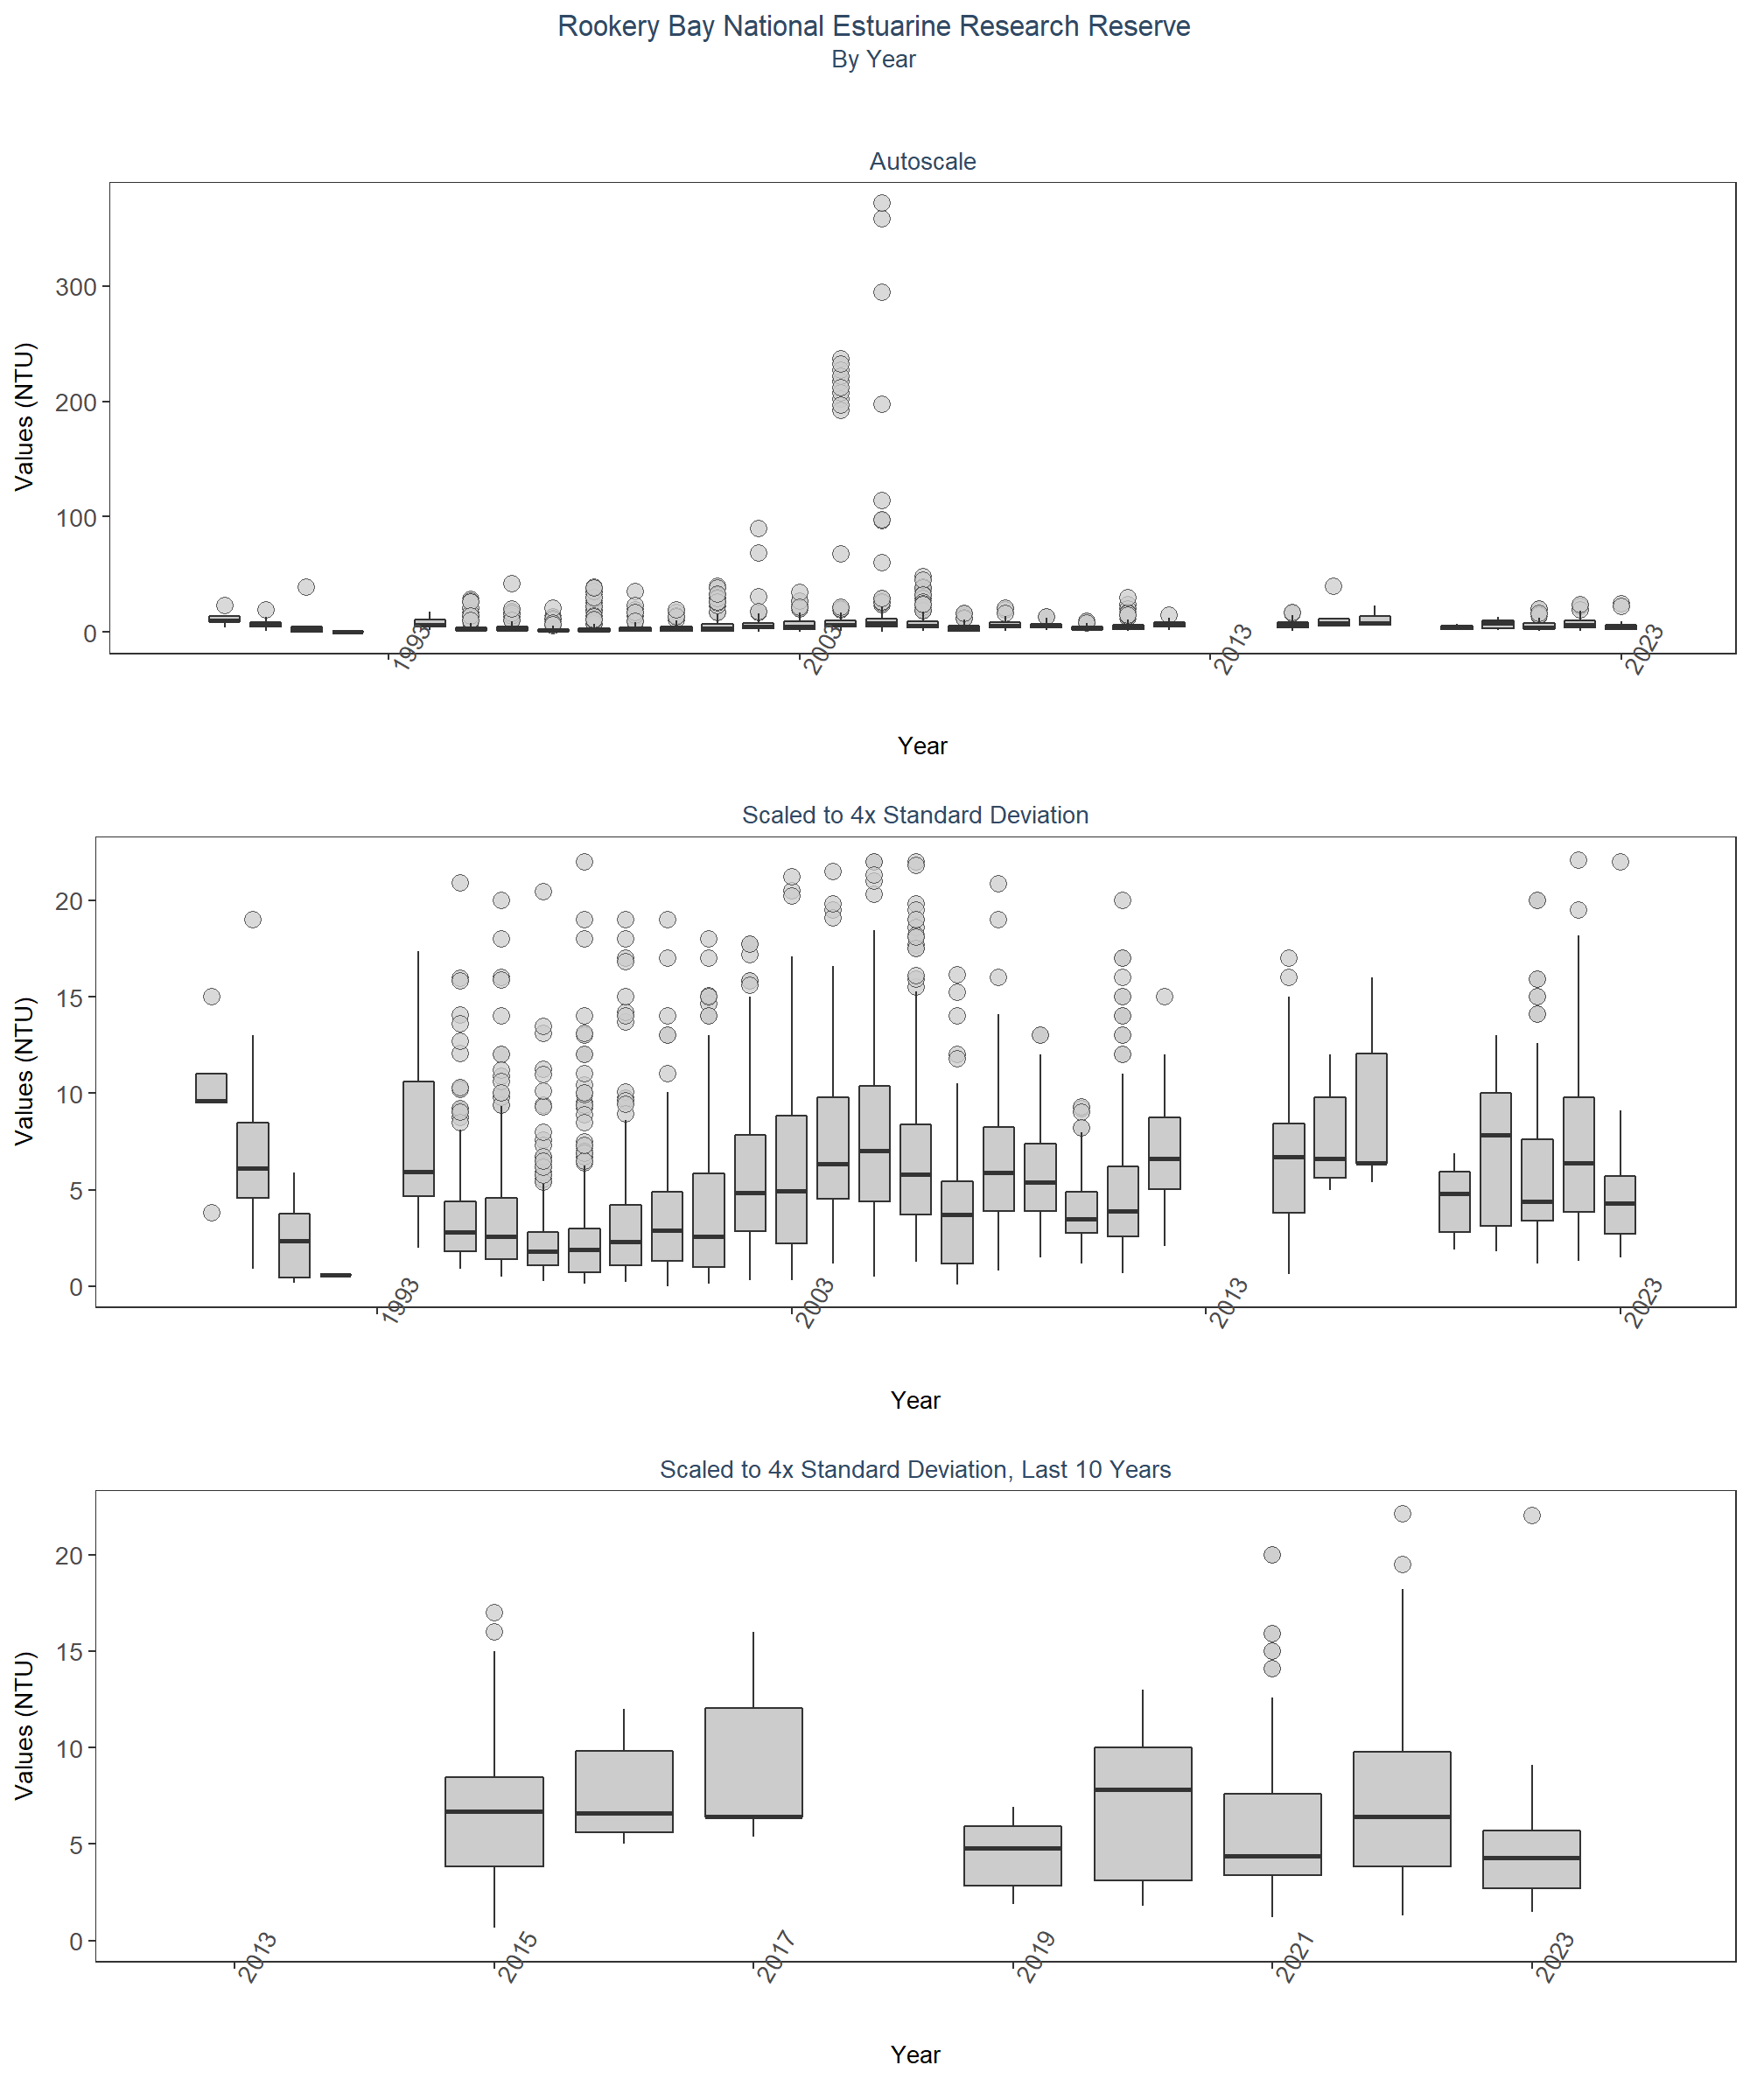 Rookery Bay National Estuarine Research Reserve
By Year
Autoscale
Values (NTU)
300
200
100
0
1993
2003
2013
2023
Year
Scaled to 4x Standard Deviation
Values (NTU)
20
15
10
5
0
1993
2003
2013
2023
Year
Scaled to 4x Standard Deviation, Last 10 Years
Values (NTU)
20
15
10
5
0
2013
2015
2017
2019
2021
2023
Year